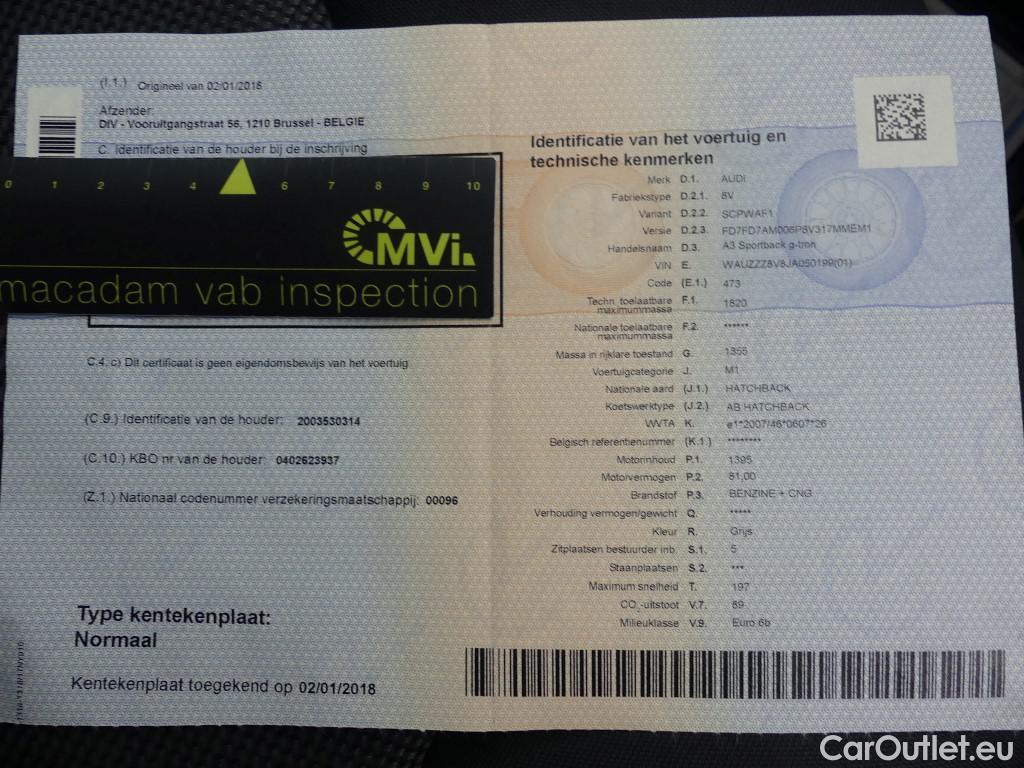 (I.1.) Origineel van 02/01/2018
Afzender:
DIV - Vooruitgangstraat 56, 1210 Brussel - BELGIE
C. Identificatie van de houder bij de inschrijving
0 1 2 3 4 6 7 8 9 10
MVi.
macadam vab inspection
C.4. c) Dit certificaat is geen eigendomsbewijs van het voertuig
(C.9.) Identificatie van de houder: 2003530314
(C.10.) KBO nr van de houder: 0402623937
(Z.1.) Nationaal codenummer verzekeringsmaatschappij: 00096
Type kentekenplaat:
Normaal
Kentekenplaat toegekend op 02/01/2018
Identificatie van het voertuig en
technische kenmerken
Merk D.1. AUDI
Fabriekstype D.2.1. 8V
Variant D.2.2. SCPWAF1
Versie D.2.3. FD7FD7AM006P8V317MMEM1
Handelsnaam D.3. A3 Sportback g-tron
VIN E. WAUZZZ8V8JA050199(01)
Code (E.1.) 473
Techn. toelaatbare F.1. 1820
maximummassa
Nationale toelaatbare F.2. ******
maximummassa
Massa in rijklare toestand G. 1355
Voertuigcategorie J. M1
Nationale aard (J.1.) HATCHBACK
Koetswerktype (J.2.) AB HATCHBACK
WVTA K. e1*2007/46*0607*26
Belgisch referentienummer (K.1.) ********
Motorinhoud P.1. 1395
Motorvermogen P.2. 81,00
Brandstof P.3. BENZINE + CNG
Verhouding vermogen/gewicht Q. *****
Kleur R. Grijs
Zitplaatsen bestuurder inb. S.1. 5
Staanplaatsen S.2. ***
Maximum snelheid T. 197
CO2-uitstoot V.7. 89
Milieuklasse V.9. Euro 6b
CarOutlet.eu